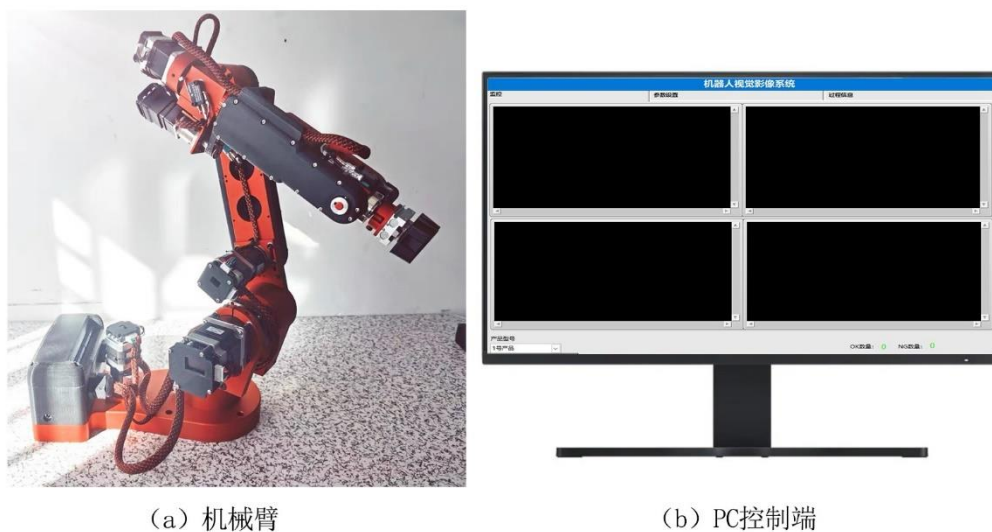 机器人视觉影像系统
监控 参数设置 过程信息
产品型号
1号产品
OK数量: 0 NG数量: 0
(a) 机械臂
(b) PC控制端